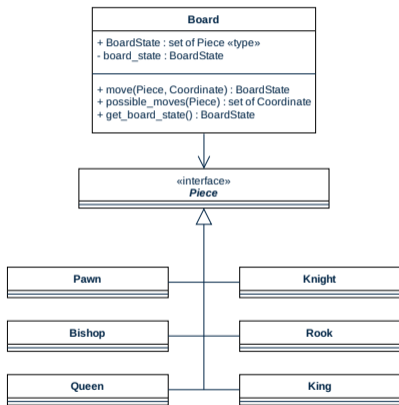 Board
+ BoardState : set of Piece «type»
- board_state : BoardState
+ move(Piece, Coordinate) : BoardState
+ possible_moves(Piece) : set of Coordinate
+ get_board_state() : BoardState
«interface»
Piece
Pawn
Knight
Bishop
Rook
Queen
King